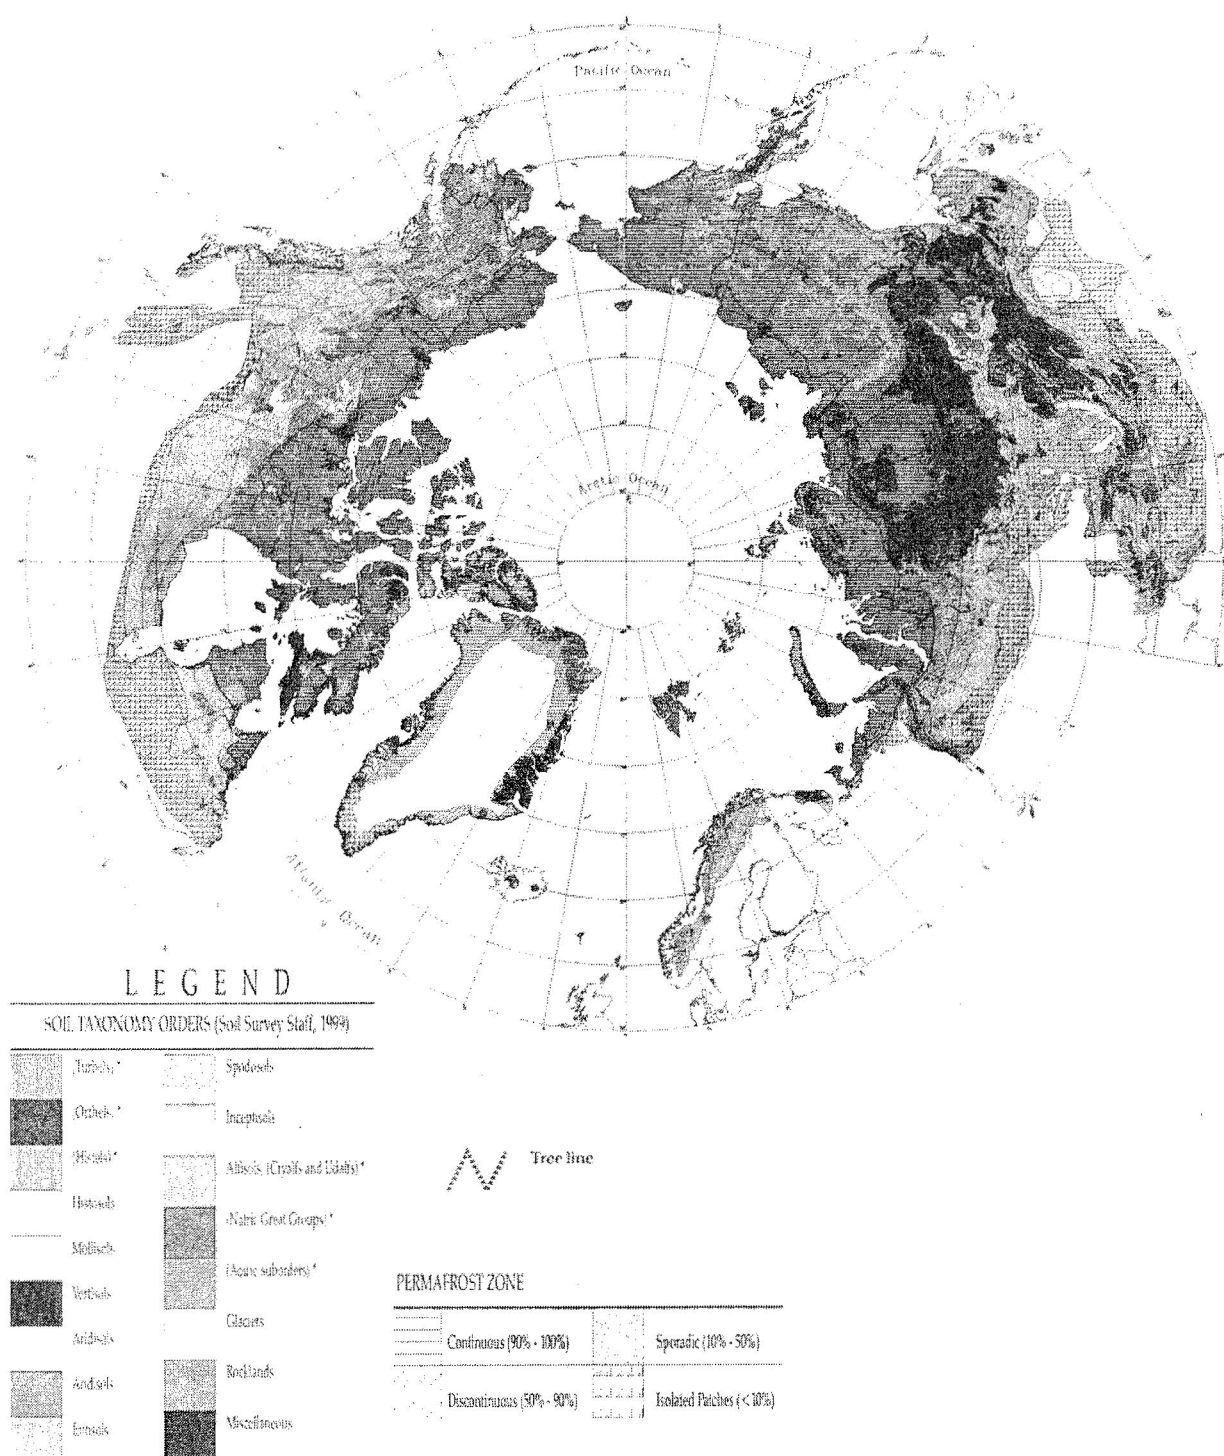 Pacific Ocean
Arctic Ocean
Atlantic Ocean
LEGEND
SOIL TAXONOMY ORDERS (Soil Survey Staff, 1999)
(Turbels)*
(Orthels)*
(Histels)*
Histosols
Mollisols
Vertisols
Aridisols
Andisols
Entisols
Spodosols
Inceptisols
Alfisols, (Cryalfs and Udalfs)*
(Natric Great Groups)*
(Aquic suborders)*
Glaciers
Rocklands
Miscellaneous
Tree line
PERMAFROST ZONE
Continuous (90% - 100%)
Sporadic (10% - 50%)
Discontinuous (50% - 90%)
Isolated Patches (<10%)